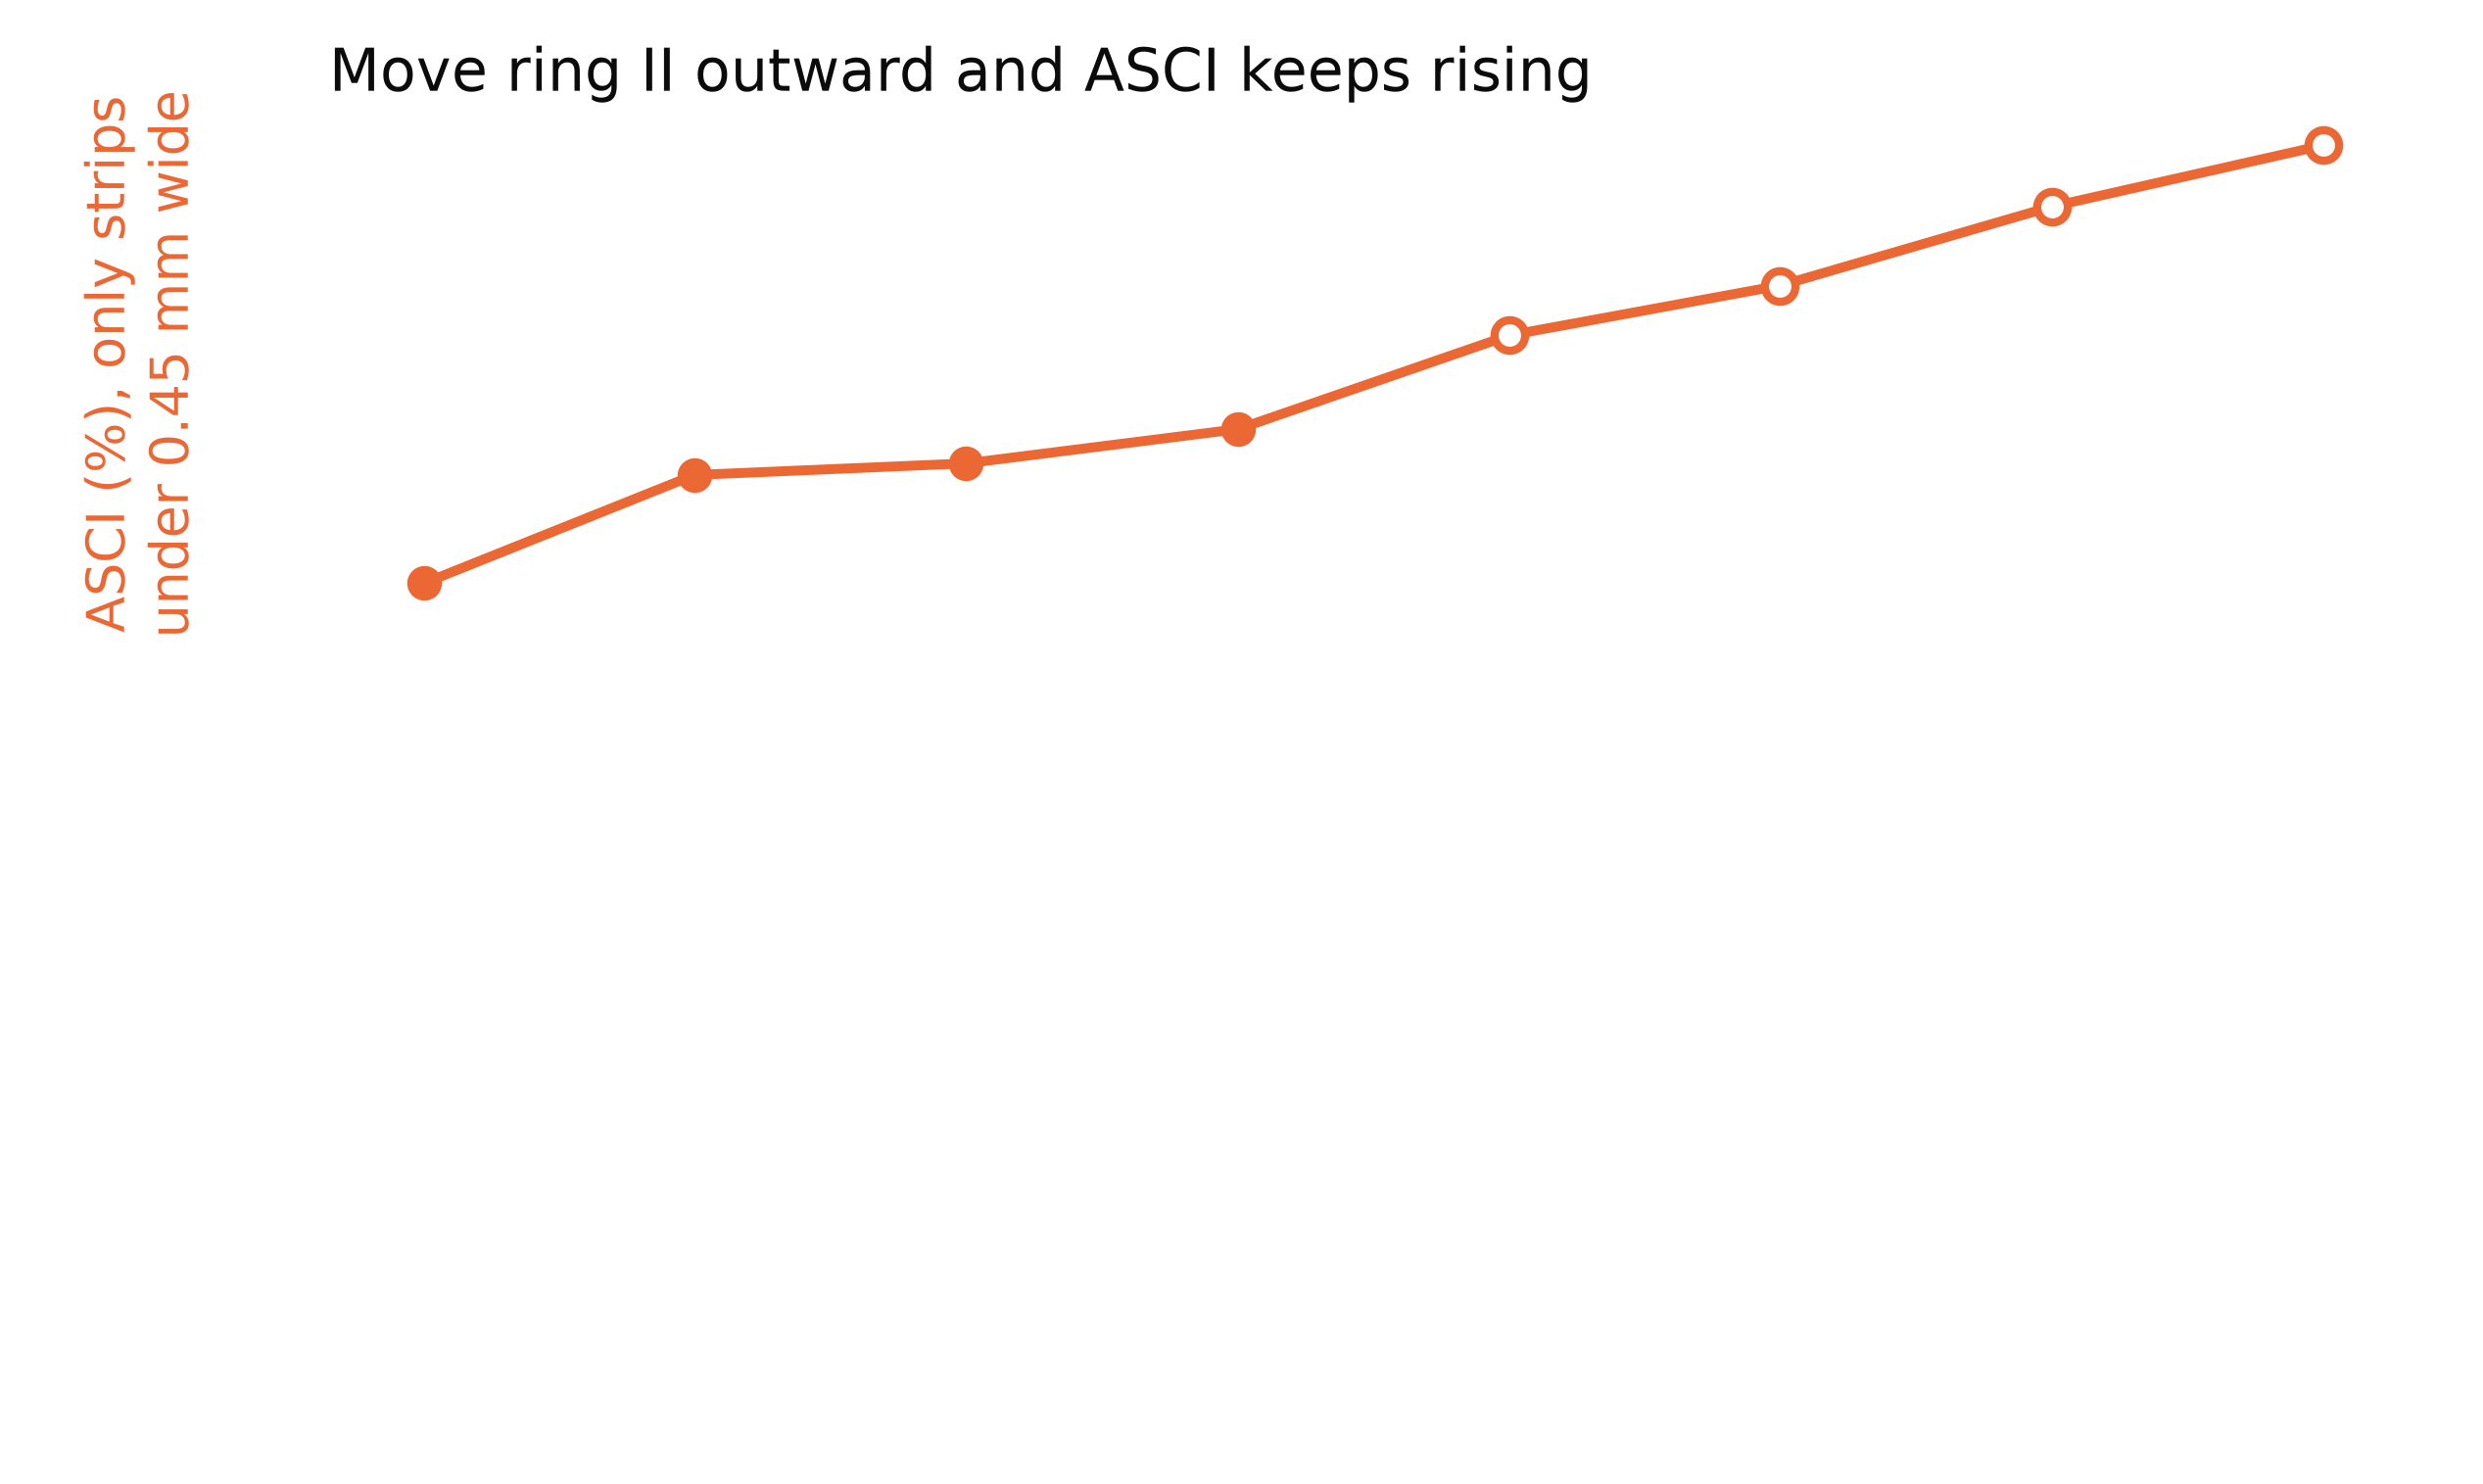 Move ring II outward and ASCI keeps rising
ASCI (%), only strips
under 0.45 mm wide